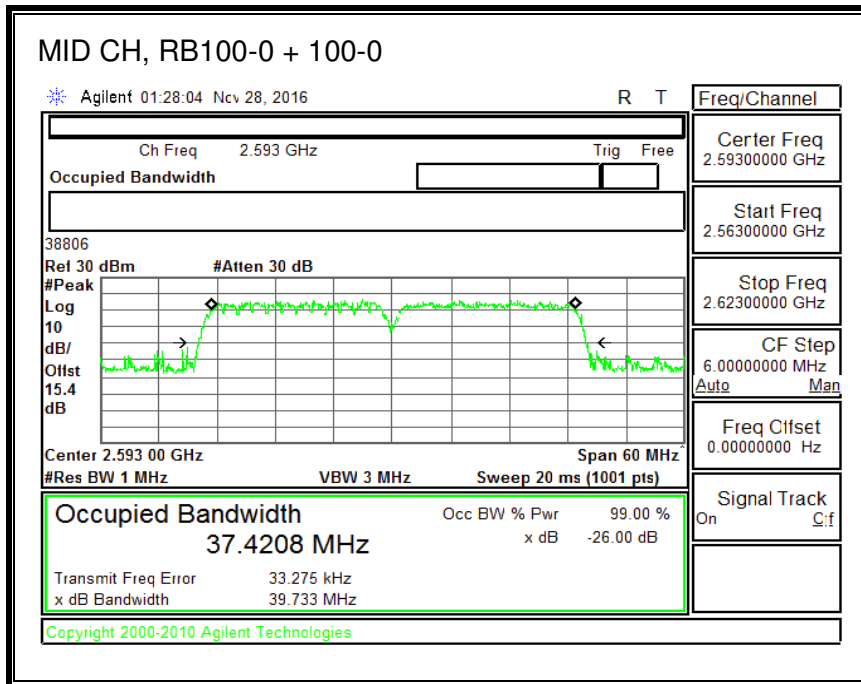 MID CH, RB100-0 + 100-0
Agilent 01:28:04 Nov 28, 2016 R T
Freq/Channel
Ch Freq 2.593 GHz Trig Free
Occupied Bandwidth
Center Freq
2.59300000 GHz
Start Freq
2.56300000 GHz
Stop Freq
2.62300000 GHz
CF Step
6.00000000 MHz
Auto Man
Freq Offset
0.00000000 Hz
Signal Track
On Off
38806
Ref 30 dBm #Atten 30 dB
#Peak
Log
10
dB/
Offst
15.4
dB
Center 2.593 00 GHz Span 60 MHz
#Res BW 1 MHz VBW 3 MHz Sweep 20 ms (1001 pts)
Occupied Bandwidth
37.4208 MHz
Occ BW % Pwr 99.00 %
x dB -26.00 dB
Transmit Freq Error 33.275 kHz
x dB Bandwidth 39.733 MHz
Copyright 2000-2010 Agilent Technologies